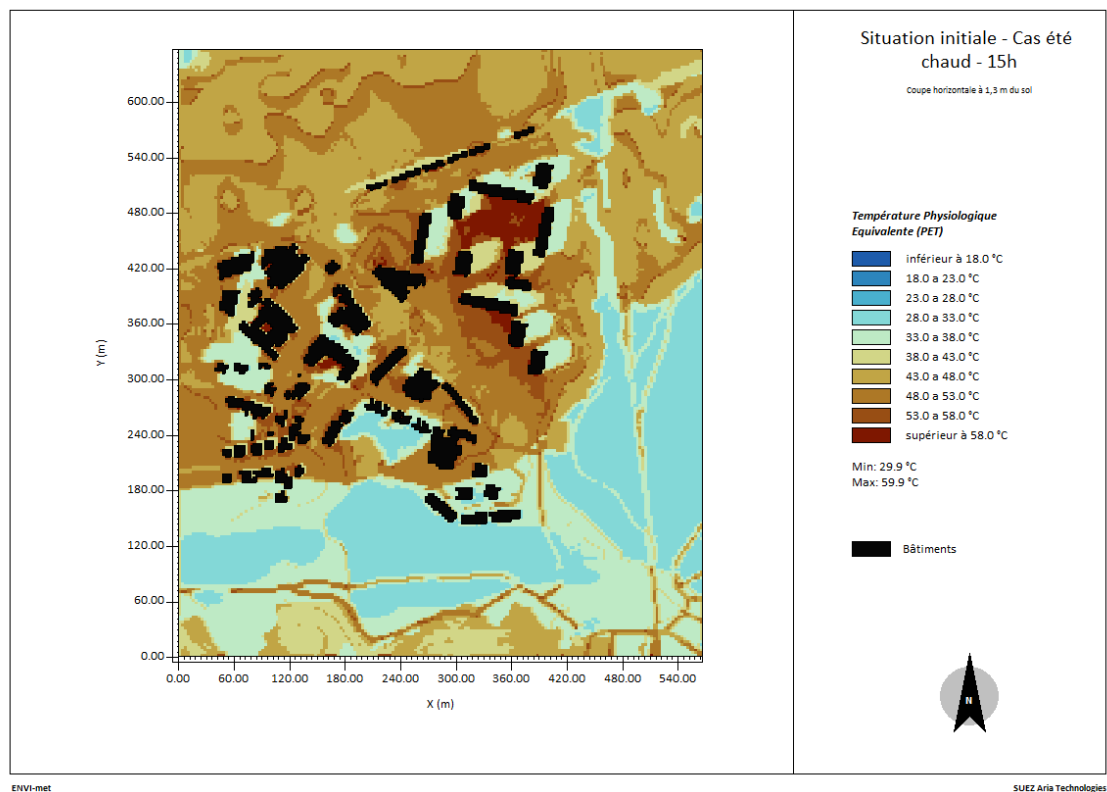 Situation initiale - Cas été
chaud - 15h
Coupe horizontale à 1,3 m du sol
600.00
540.00
480.00
420.00
360.00
300.00
240.00
180.00
120.00
60.00
0.00
Y (m)
0.00 60.00 120.00 180.00 240.00 300.00 360.00 420.00 480.00 540.00
X (m)
Température Physiologique
Equivalente (PET)
inférieur à 18.0 °C
18.0 a 23.0 °C
23.0 a 28.0 °C
28.0 a 33.0 °C
33.0 a 38.0 °C
38.0 a 43.0 °C
43.0 a 48.0 °C
48.0 a 53.0 °C
53.0 a 58.0 °C
supérieur à 58.0 °C
Min: 29.9 °C
Max: 59.9 °C
Bâtiments
N
ENVI-met
SUEZ Aria Technologies